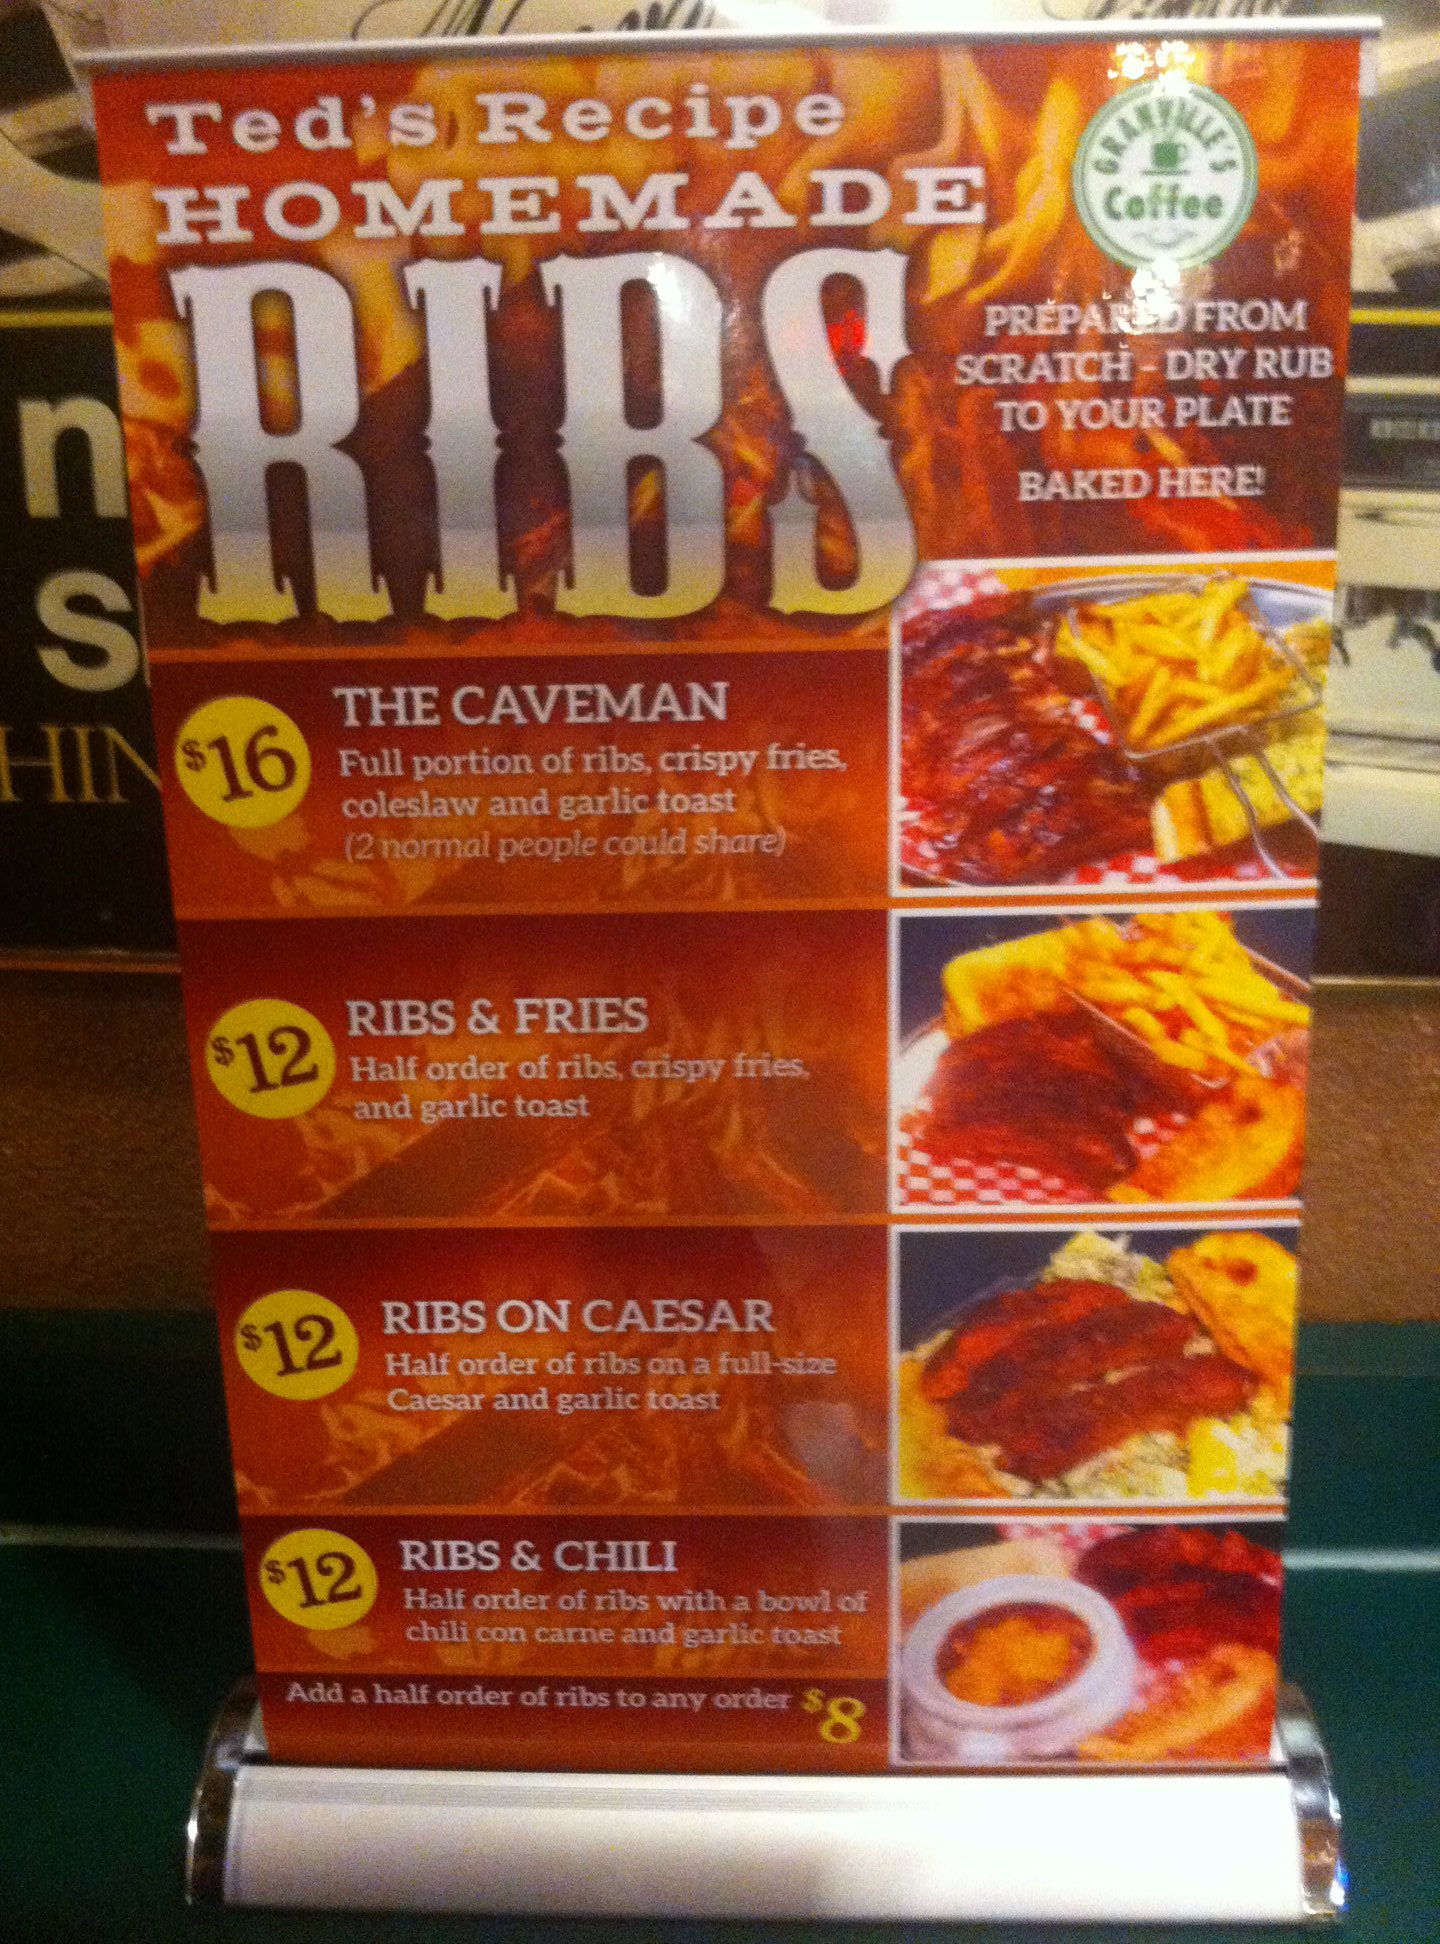 Ted's Recipe
HOMEMADE
RIBS
GRANVILLE'S
Coffee
PREPARED FROM
SCRATCH - DRY RUB
TO YOUR PLATE
BAKED HERE!
$16
THE CAVEMAN
Full portion of ribs, crispy fries,
coleslaw and garlic toast
(2 normal people could share)
$12
RIBS & FRIES
Half order of ribs, crispy fries,
and garlic toast
$12
RIBS ON CAESAR
Half order of ribs on a full-size
Caesar and garlic toast
$12
RIBS & CHILI
Half order of ribs with a bowl of
chili con carne and garlic toast
Add a half order of ribs to any order $8
n
s
HIN